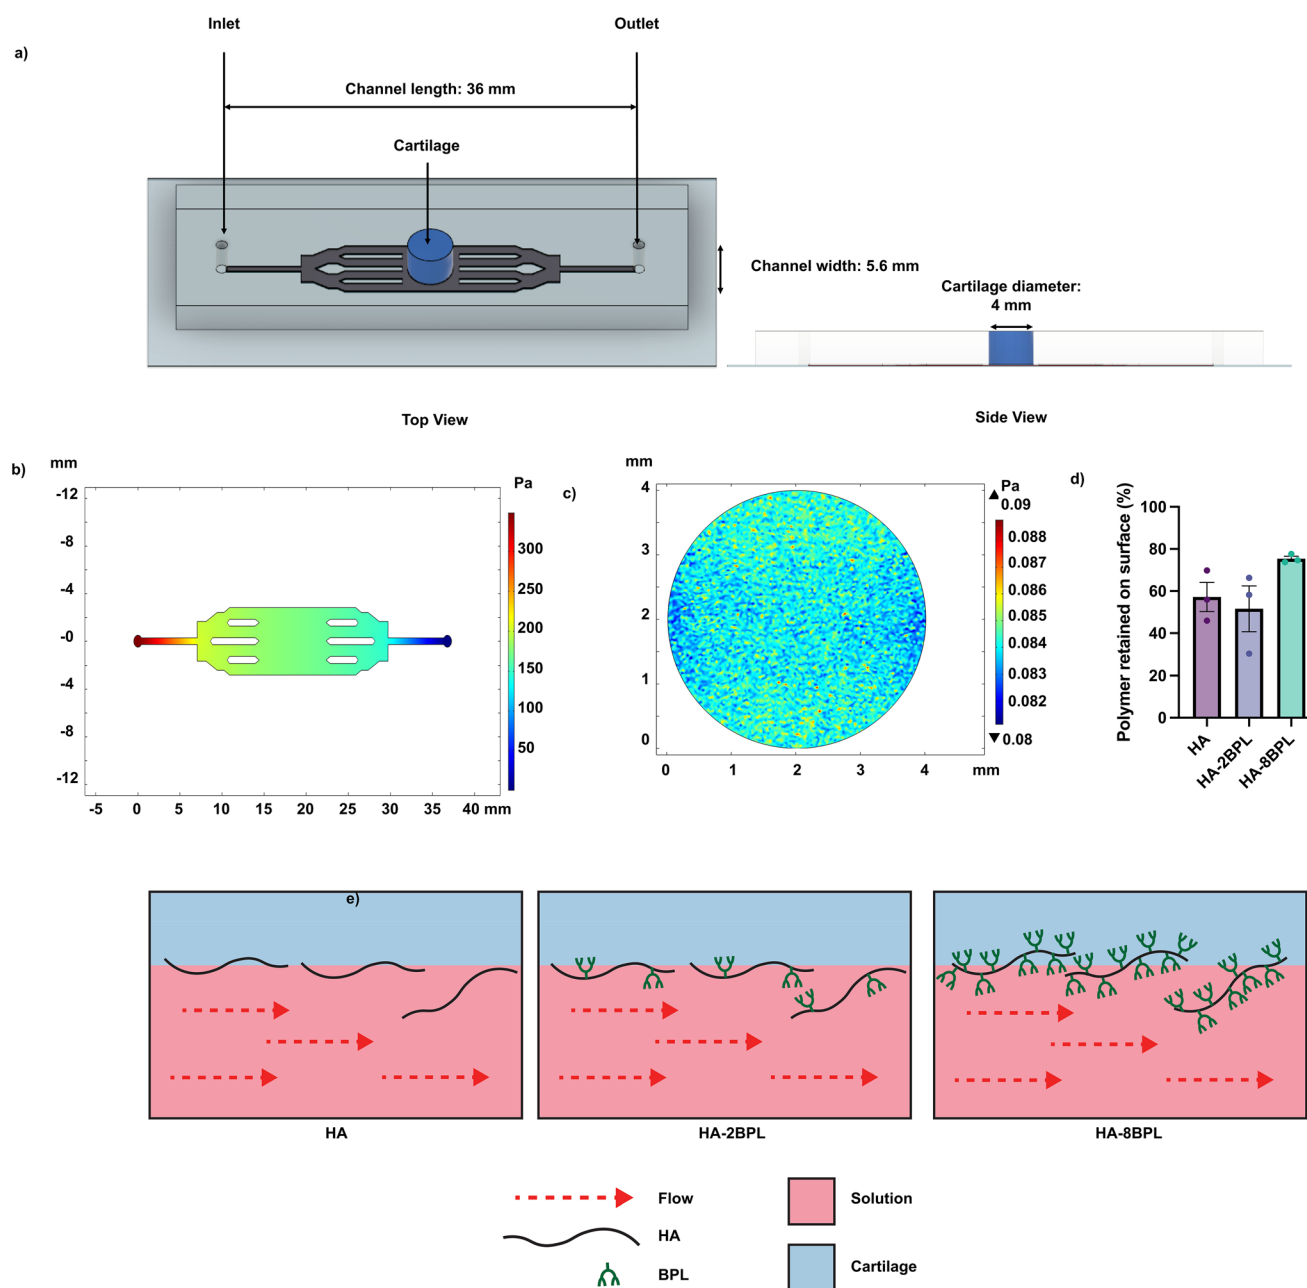 Inlet
Outlet
a)
Channel length: 36 mm
Cartilage
Channel width: 5.6 mm
Cartilage diameter:
4 mm
Top View
Side View
b)
mm
Pa
-12
-8
-4
-0
-4
-8
-12
-5
0
5
10
15
20
25
30
35
40 mm
300
250
200
150
100
50
c)
mm
4
3
2
1
0
0
1
2
3
4
mm
Pa
0.09
0.088
0.087
0.086
0.085
0.084
0.083
0.082
0.08
d)
Polymer retained on surface (%)
100
80
60
40
60
0
HA
HA-2BPL
HA-8BPL
e)
HA
HA-2BPL
HA-8BPL
Flow
HA
BPL
Solution
Cartilage